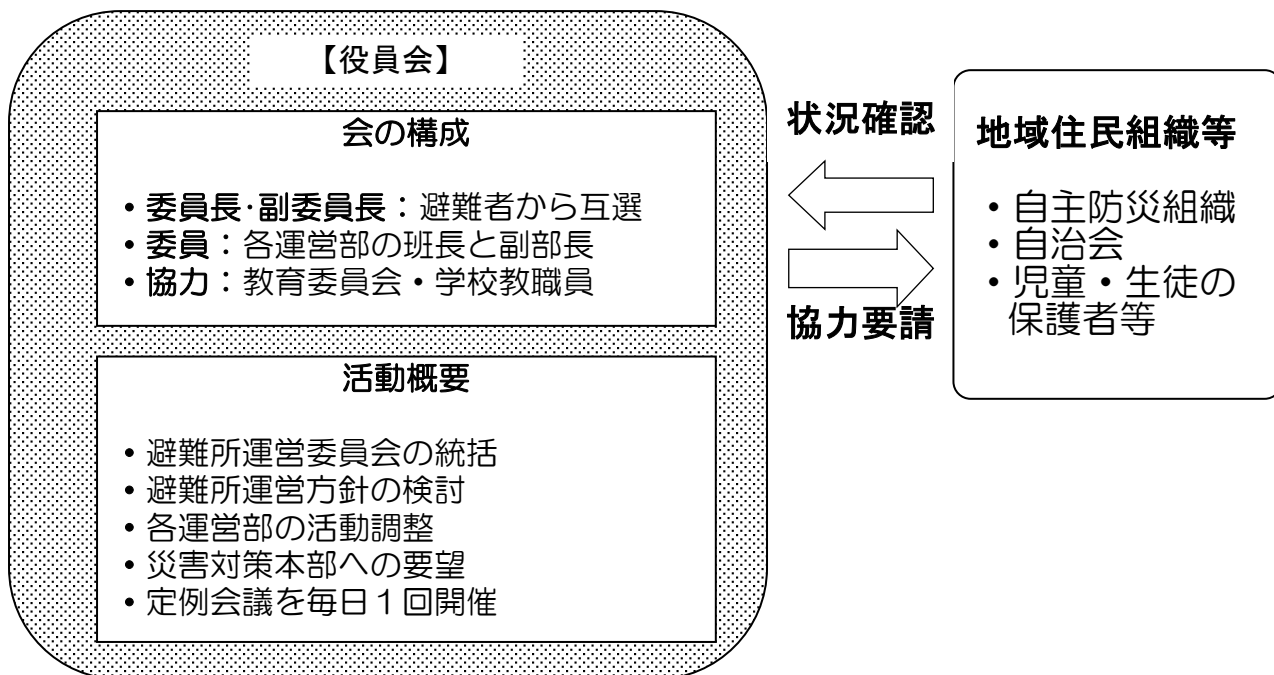 【役員会】
会の構成
• 委員長･副委員長：避難者から互選
• 委員：各運営部の班長と副部長
• 協力：教育委員会・学校教職員
活動概要
• 避難所運営委員会の統括
• 避難所運営方針の検討
• 各運営部の活動調整
• 災害対策本部への要望
• 定例会議を毎日１回開催
状況確認
協力要請
地域住民組織等
• 自主防災組織
• 自治会
• 児童・生徒の
保護者等